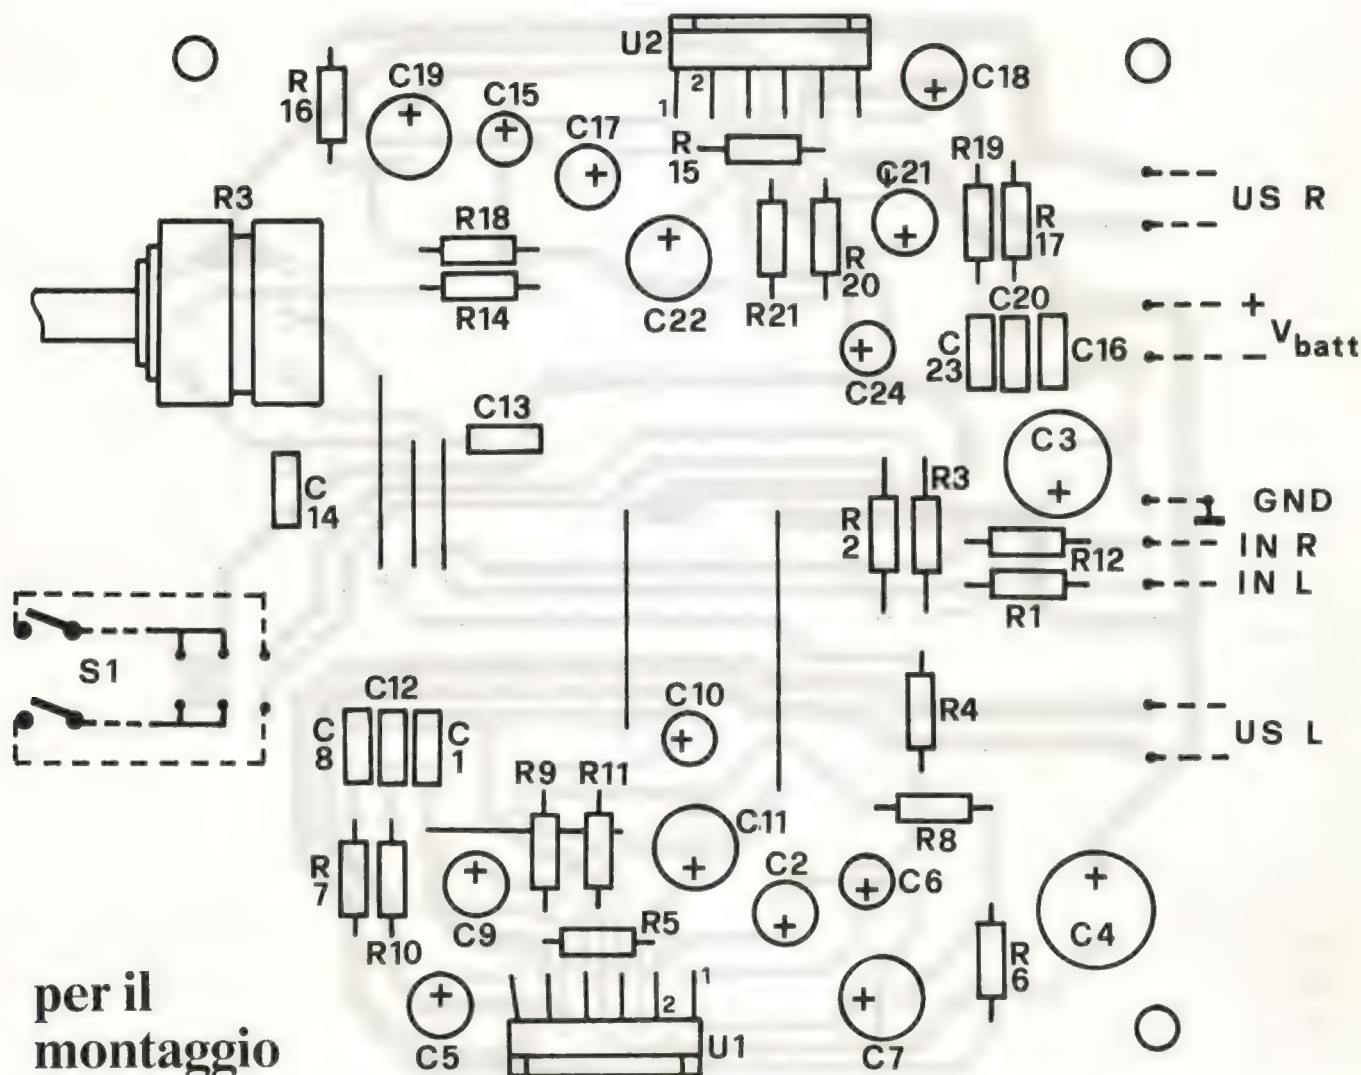 U2
R
16
C19
C15
C17
C18
1
2
R
15
R19
C21
R3
R18
R
17
US R
R
20
R14
C22
R21
C20
+
C
23
C16
V batt
−
C24
C13
C3
C
14
R3
GND
R
2
R12
IN R
IN L
R1
S1
C12
C10
R4
C
8
C
1
US L
R9
R11
C11
R8
C2
R
7
C6
C9
R5
C4
R10
R
6
1
2
per il
montaggio
C5
U1
C7